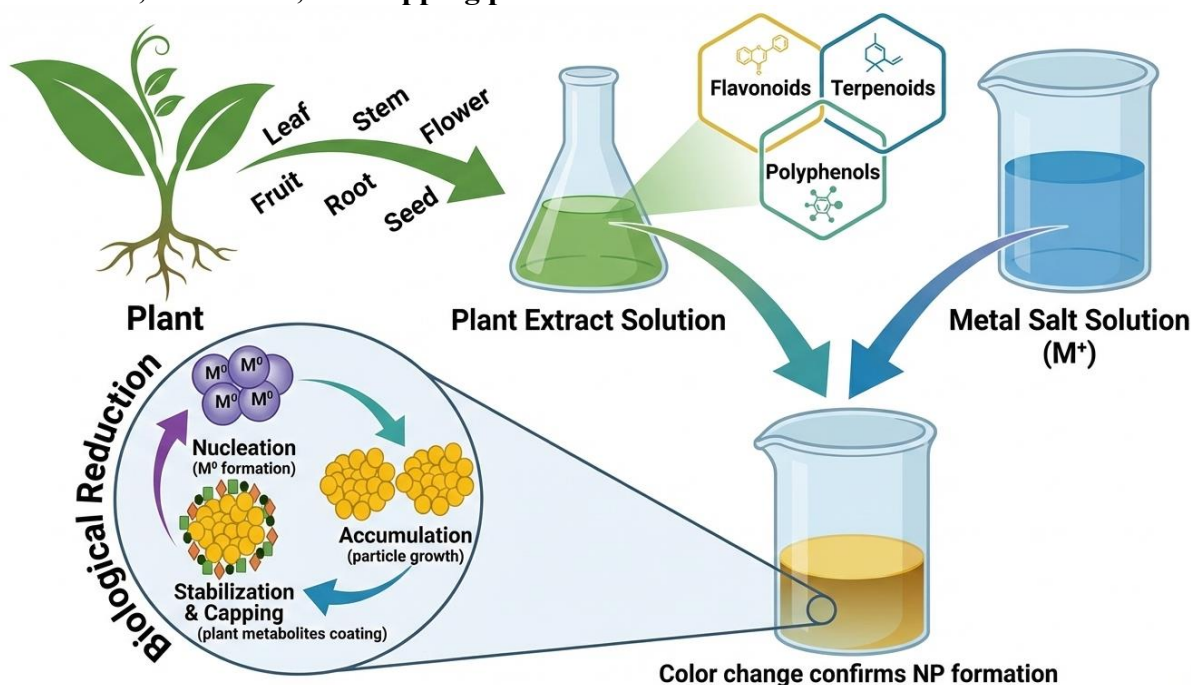 Leaf
Stem
Flower
Fruit
Root
Seed
Flavonoids
Terpenoids
Polyphenols
Plant
Plant Extract Solution
Metal Salt Solution
(M⁺)
Biological Reduction
M⁰
M⁰
M⁰
M⁰
Nucleation
(M⁰ formation)
Accumulation
(particle growth)
Stabilization
& Capping
(plant metabolites coating)
Color change confirms NP formation